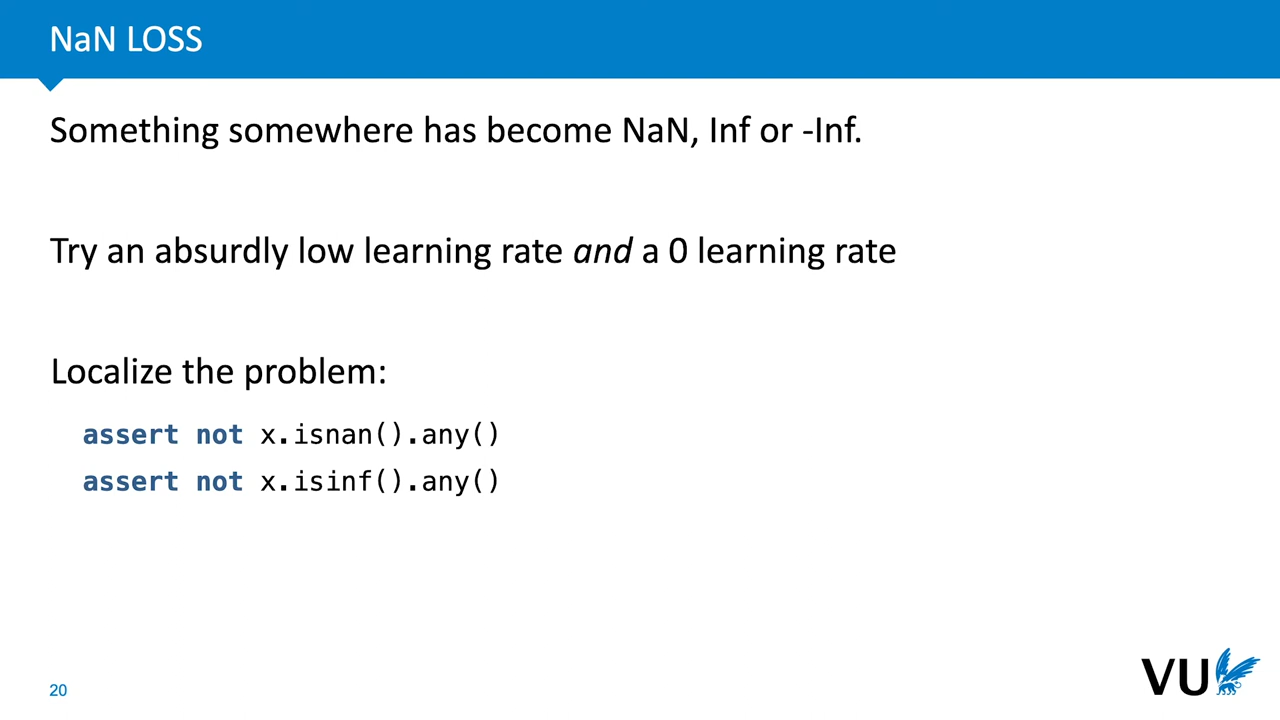 NaN LOSS
Something somewhere has become NaN, Inf or -Inf.
Try an absurdly low learning rate and a 0 learning rate
Localize the problem:
assert not x.isnan().any()
assert not x.isinf().any()
20
VU